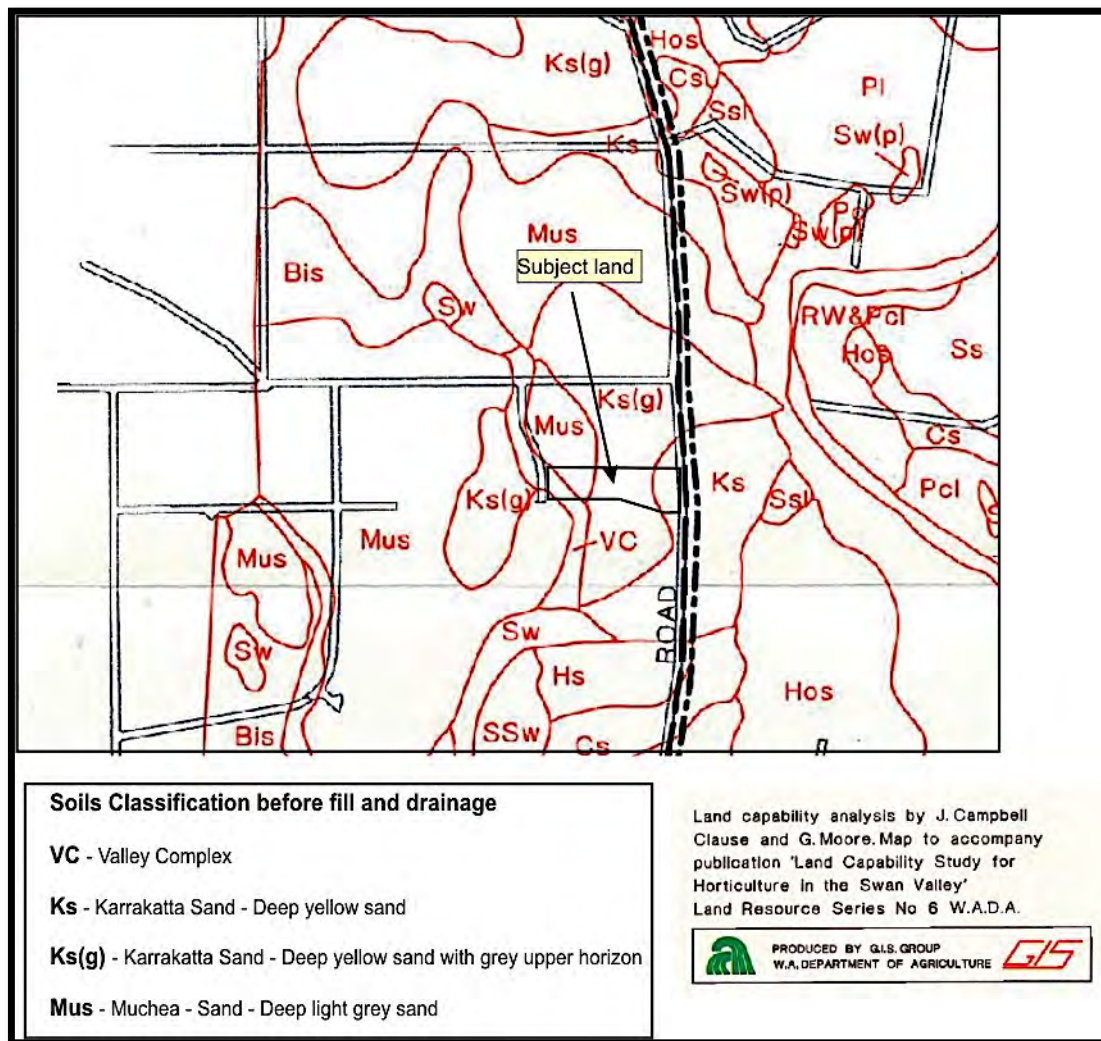 Hos
Ks(g)
Cs
Pl
Ssl
Sw(p)
Ks
Sw(p)
Ps
Sw(p)
Mus
Subject land
Bis
Sw
RW&Pcl
Hos
Ss
Ks(g)
Mus
Cs
Ks(g)
Ks
Ssl
Pcl
Mus
VC
Mus
ROAD
Sw
Sw
Hs
Hos
Bis
SSw
Cs
Soils Classification before fill and drainage
VC - Valley Complex
Ks - Karrakatta Sand - Deep yellow sand
Ks(g) - Karrakatta Sand - Deep yellow sand with grey upper horizon
Mus - Muchea - Sand - Deep light grey sand
Land capability analysis by J. Campbell
Clause and G. Moore. Map to accompany
publication 'Land Capability Study for
Horticulture in the Swan Valley'
Land Resource Series No 6 W.A.D.A.
PRODUCED BY G.I.S. GROUP
W.A. DEPARTMENT OF AGRICULTURE
GIS